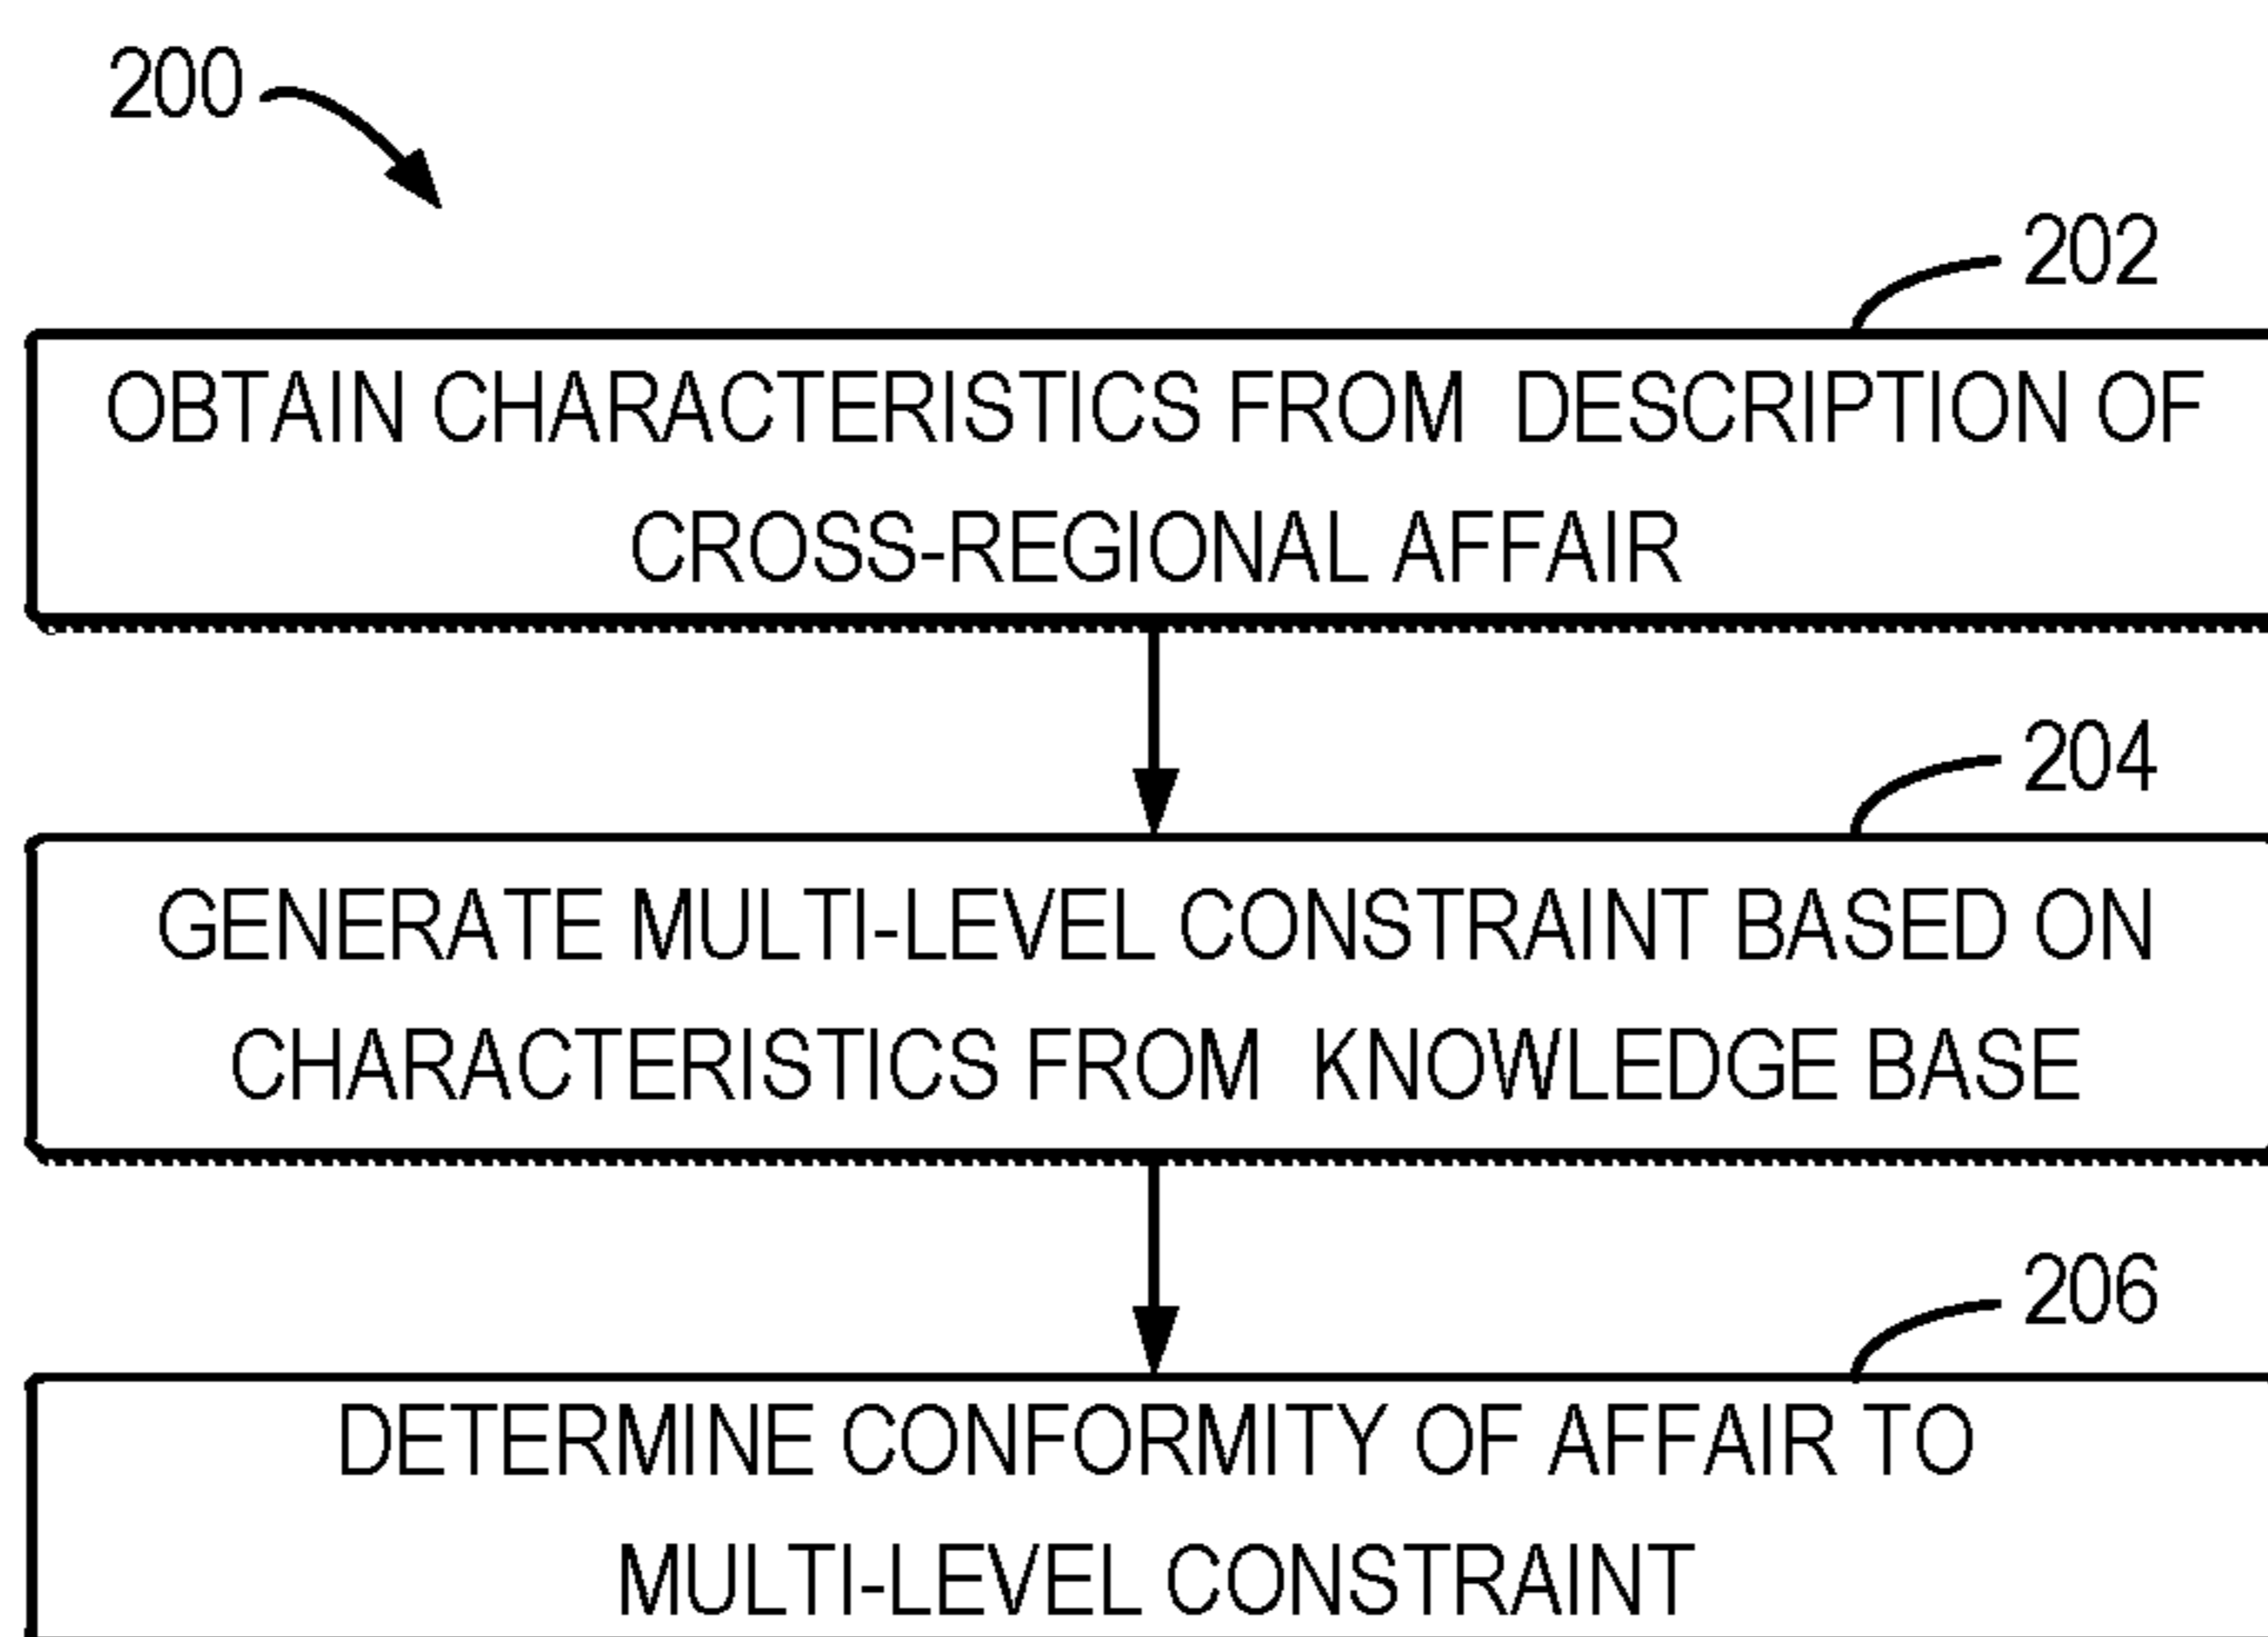 200
202
OBTAIN CHARACTERISTICS FROM DESCRIPTION OF
CROSS-REGIONAL AFFAIR
204
GENERATE MULTI-LEVEL CONSTRAINT BASED ON
CHARACTERISTICS FROM KNOWLEDGE BASE
206
DETERMINE CONFORMITY OF AFFAIR TO
MULTI-LEVEL CONSTRAINT